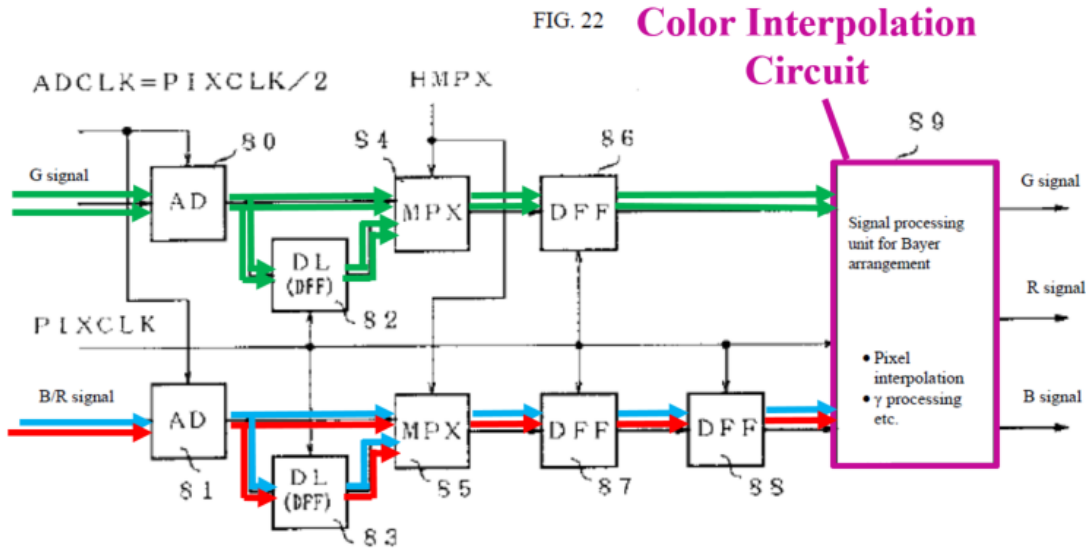 FIG. 22
Color Interpolation
Circuit
ADCLK=PIXCLK/2
HMPX
80
84
86
89
G signal
AD
MPX
DFF
G signal
Signal processing
unit for Bayer
arrangement
DL
(DFF)
82
R signal
PIXCLK
• Pixel
interpolation
• γ processing
etc.
B/R signal
AD
MPX
DFF
DFF
B signal
81
DL
(DFF)
83
85
87
88